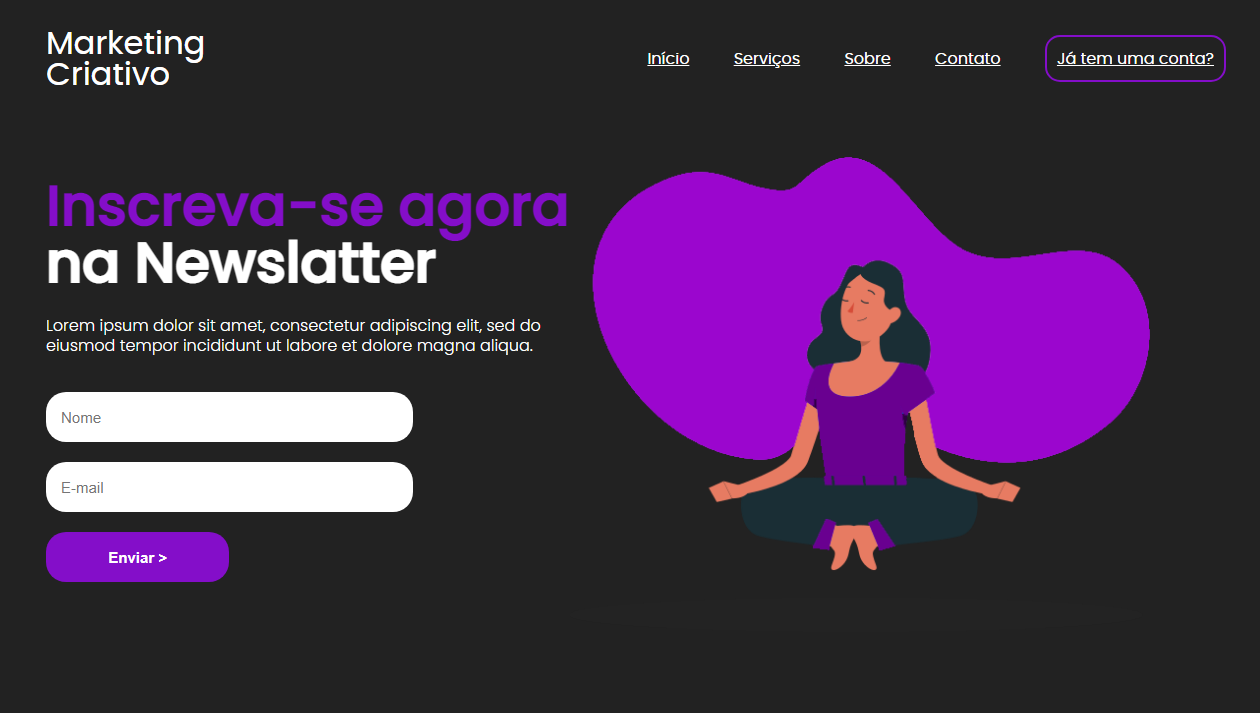 Marketing
Criativo
Início Serviços Sobre Contato Já tem uma conta?
Inscreva-se agora
na Newslatter
Lorem ipsum dolor sit amet, consectetur adipiscing elit, sed do
eiusmod tempor incididunt ut labore et dolore magna aliqua.
Nome
E-mail
Enviar >